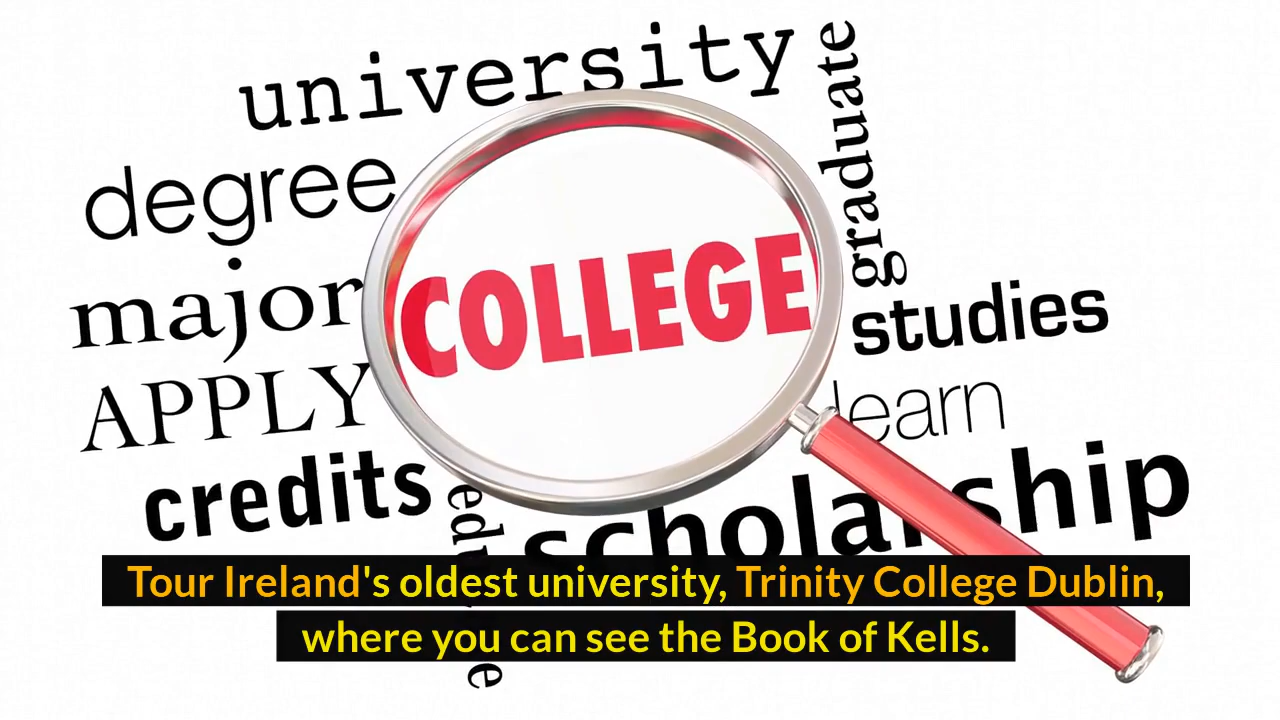 university
graduate
degree
COLLEGE
major
studies
APPLY
learn
credits
scholarship
Tour Ireland's oldest university, Trinity College Dublin,
where you can see the Book of Kells.